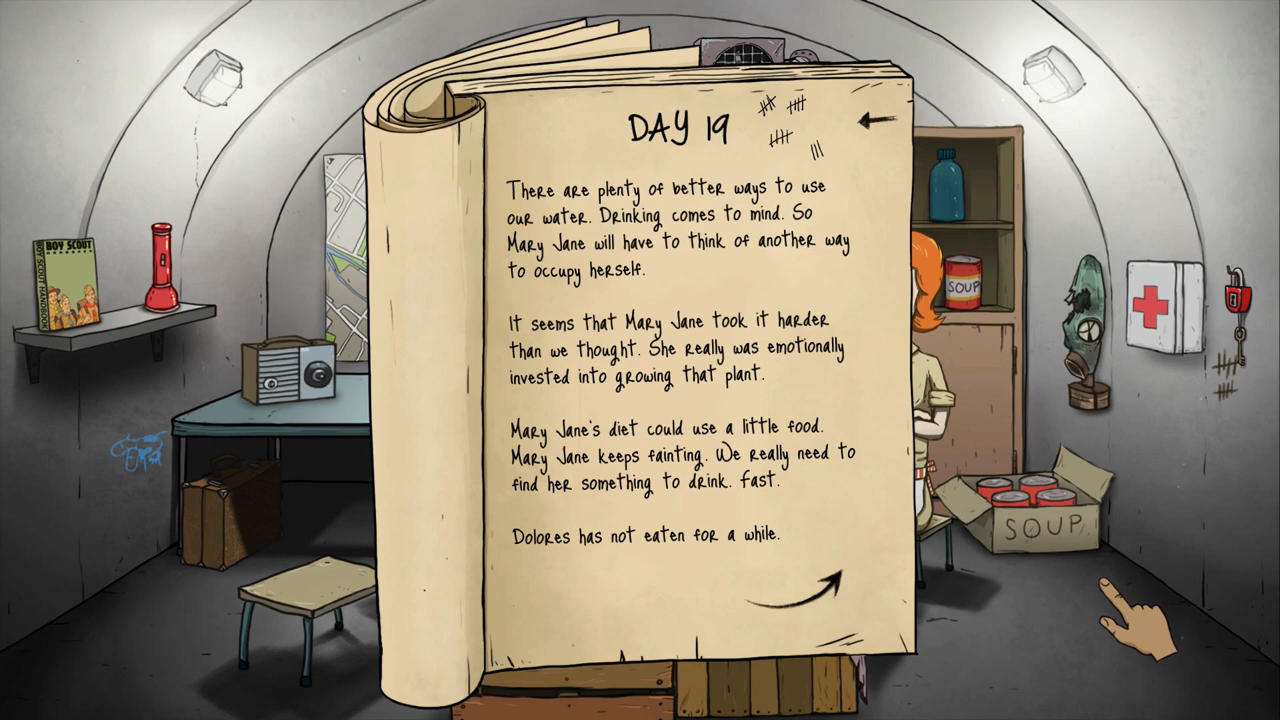 DAY 19
There are plenty of better ways to use
our water. Drinking comes to mind. So
Mary Jane will have to think of another way
to occupy herself.
It seems that Mary Jane took it harder
than we thought. She really was emotionally
invested into growing that plant.
Mary Jane's diet could use a little food.
Mary Jane keeps fainting. We really need to
find her something to drink. Fast.
Dolores has not eaten for a while.
BOY SCOUT
BOY SCOUT HANDBOOK
SOUP
SOUP